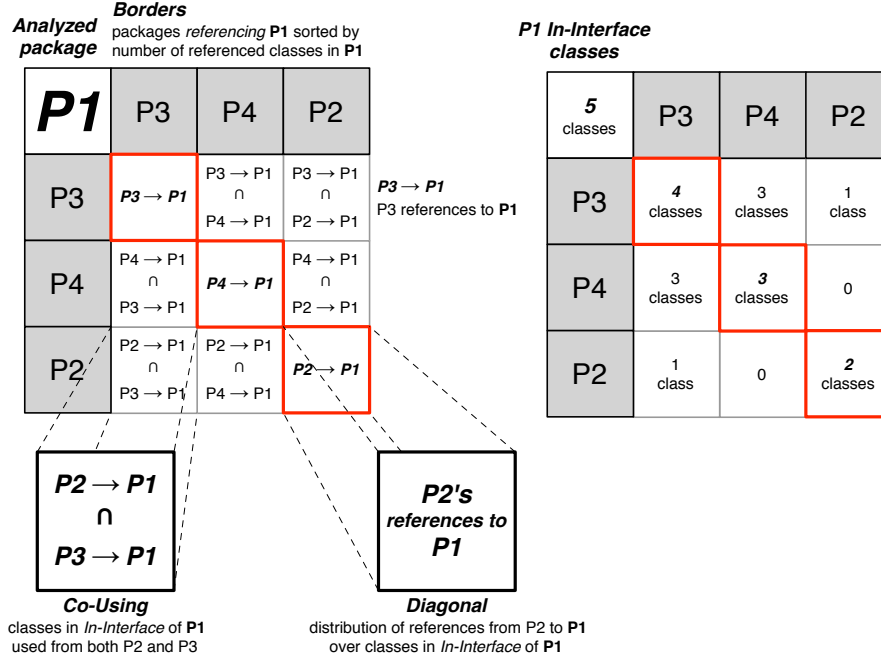 Analyzed
package
Borders
packages referencing P1 sorted by
number of referenced classes in P1
P1
P3
P4
P2
P3
P3 → P1
P3 → P1
∩
P4 → P1
P3 → P1
∩
P2 → P1
P4
P4 → P1
∩
P3 → P1
P4 → P1
P4 → P1
∩
P2 → P1
P2
P2 → P1
∩
P3 → P1
P2 → P1
∩
P4 → P1
P2 → P1
P3 → P1
P3 references to P1
P2 → P1
∩
P3 → P1
Co-Using
classes in In-Interface of P1
used from both P2 and P3
P2's
references to
P1
Diagonal
distribution of references from P2 to P1
over classes in In-Interface of P1
P1 In-Interface
classes
5
classes
P3
P4
P2
P3
4
classes
3
classes
1
class
P4
3
classes
3
classes
0
P2
1
class
0
2
classes